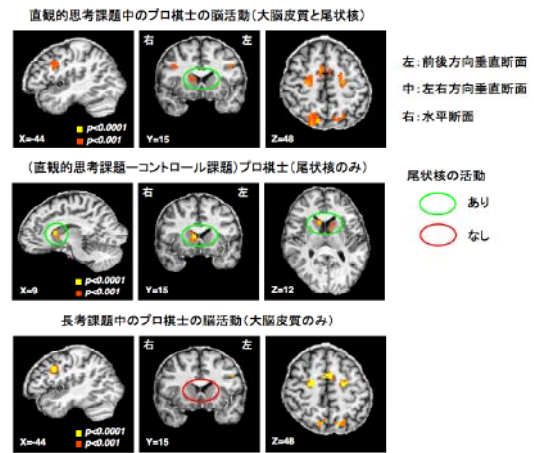 直観的思考課題中のプロ棋士の脳活動(大脳皮質と尾状核)
右 左
p<0.0001
X=-44 p<0.001 Y=15 Z=48
左:前後方向垂直断面
中:左右方向垂直断面
右:水平断面
(直観的思考課題ーコントロール課題)プロ棋士(尾状核のみ)
右 左
p<0.0001
X=9 p<0.001 Y=15 Z=12
尾状核の活動
あり
なし
長考課題中のプロ棋士の脳活動(大脳皮質のみ)
右 左
p<0.0001
X=-44 p<0.001 Y=15 Z=48